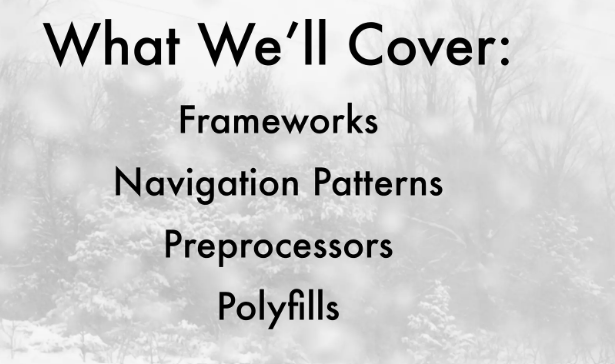 What We’ll Cover:
Frameworks
Navigation Patterns
Preprocessors
Polyfills